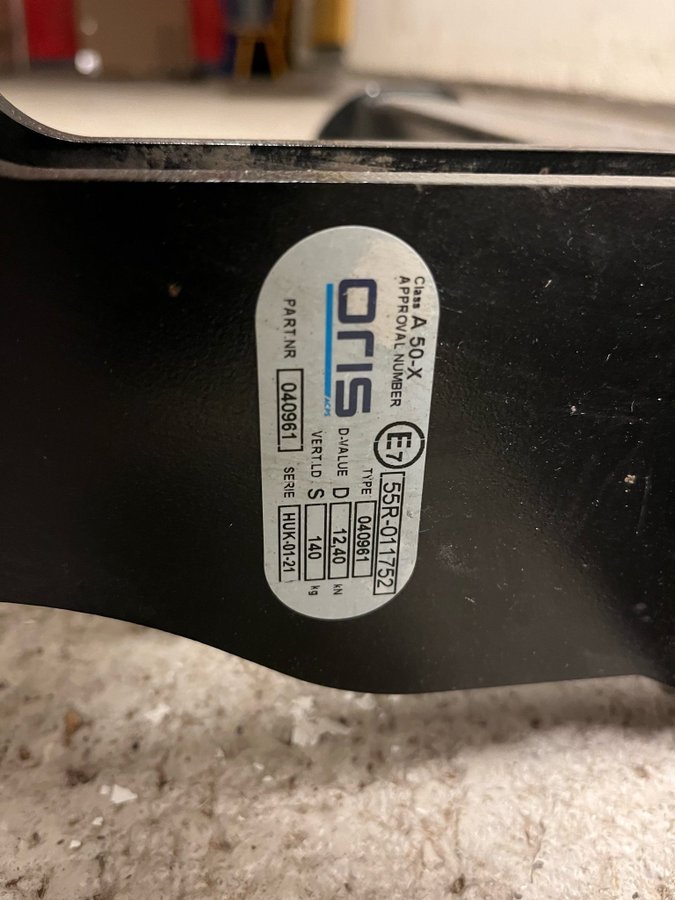 Class A 50-X
APPROVAL NUMBER E7 55R-011752
oris
ACPS
TYPE 040961
D-VALUE D 12,40 kN
VERT.LD S 140 kg
PART.NR 040961 SERIE HUK-01-21